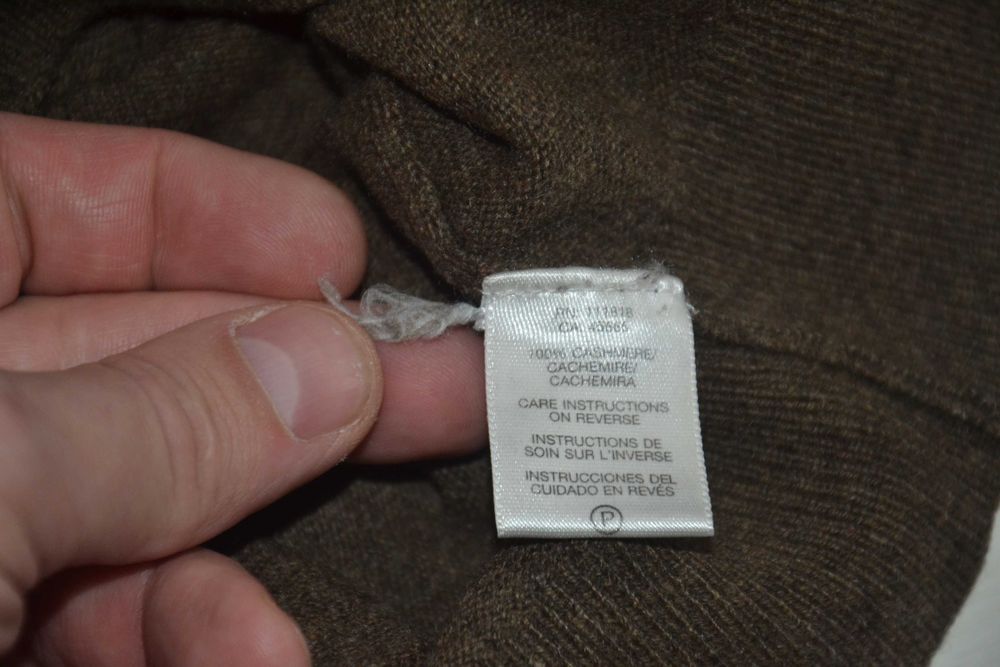 RN: 111818
CA: 45565
100% CASHMERE/
CACHEMIRE/
CACHEMIRA
CARE INSTRUCTIONS
ON REVERSE
INSTRUCTIONS DE
SOIN SUR L'INVERSE
INSTRUCCIONES DEL
CUIDADO EN REVÉS
P